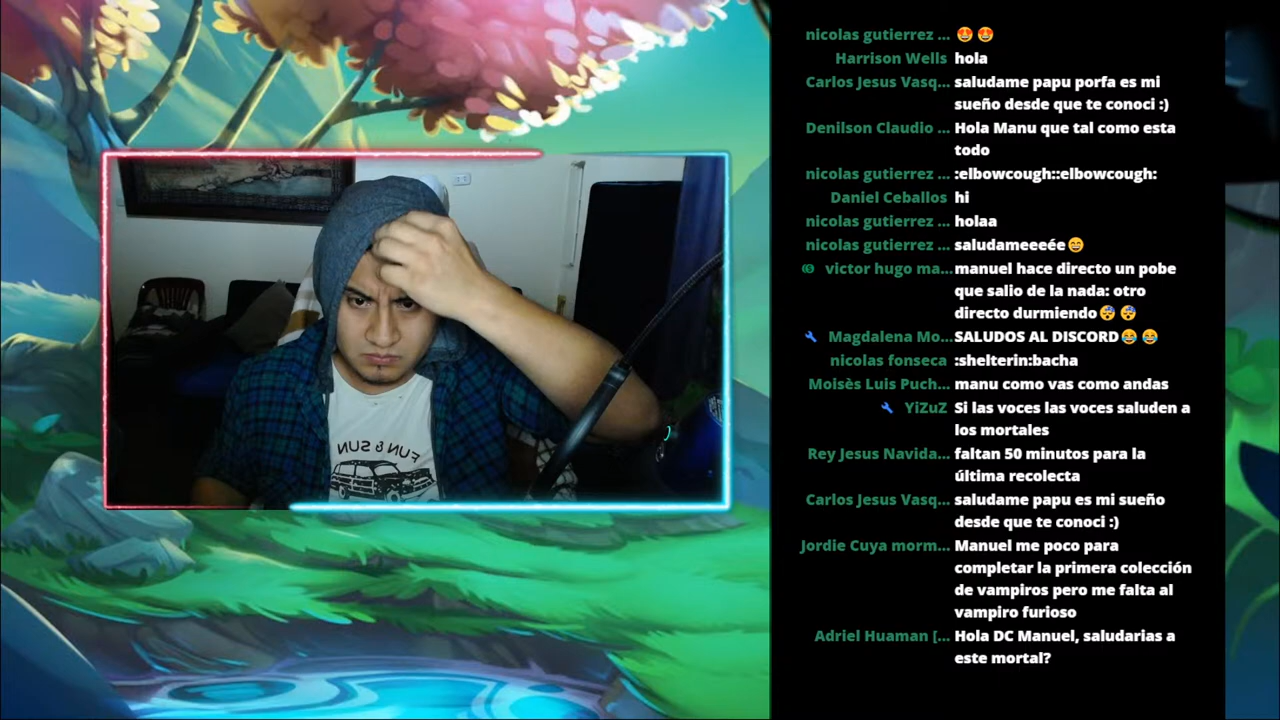 nicolas gutierrez ... 😍 😍
Harrison Wells hola
Carlos Jesus Vasq... saludame papu porfa es mi
sueño desde que te conoci :)
Denilson Claudio ... Hola Manu que tal como esta
todo
nicolas gutierrez ... :elbowcough::elbowcough:
Daniel Ceballos hi
nicolas gutierrez ... holaa
nicolas gutierrez ... saludameeeée😄
victor hugo ma... manuel hace directo un pobe
que salio de la nada: otro
directo durmiendo😴 😴
Magdalena Mo... SALUDOS AL DISCORD😂 😂
nicolas fonseca :shelterin:bacha
Moisès Luis Puch... manu como vas como andas
YiZuZ Si las voces las voces saluden a
los mortales
Rey Jesus Navida... faltan 50 minutos para la
última recolecta
Carlos Jesus Vasq... saludame papu es mi sueño
desde que te conoci :)
Jordie Cuya morm... Manuel me poco para
completar la primera colección
de vampiros pero me falta al
vampiro furioso
Adriel Huaman [... Hola DC Manuel, saludarias a
este mortal?
FUN & SUN